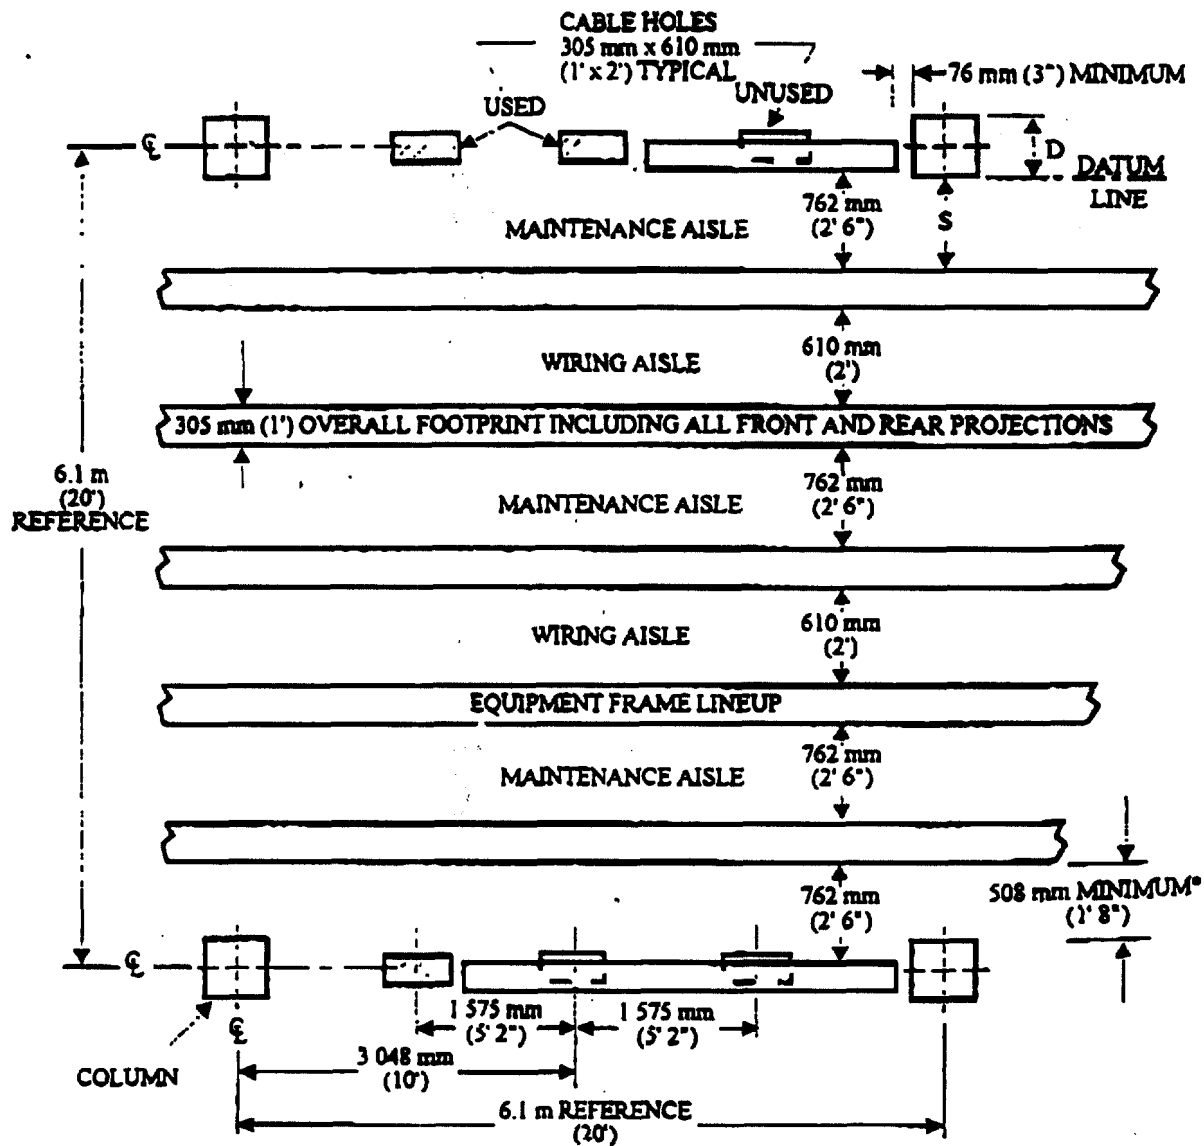 CABLE HOLES
305 mm x 610 mm
(1' x 2') TYPICAL
76 mm (3") MINIMUM
USED
UNUSED
℄
D
DATUM
LINE
762 mm
(2' 6")
S
MAINTENANCE AISLE
WIRING AISLE
610 mm
(2')
305 mm (1') OVERALL FOOTPRINT INCLUDING ALL FRONT AND REAR PROJECTIONS
6.1 m
(20')
REFERENCE
MAINTENANCE AISLE
762 mm
(2' 6")
WIRING AISLE
610 mm
(2')
EQUIPMENT FRAME LINEUP
MAINTENANCE AISLE
762 mm
(2' 6")
762 mm
(2' 6")
508 mm MINIMUM*
(1' 8")
℄
℄
COLUMN
1 575 mm
(5' 2")
1 575 mm
(5' 2")
3 048 mm
(10')
6.1 m REFERENCE
(20')